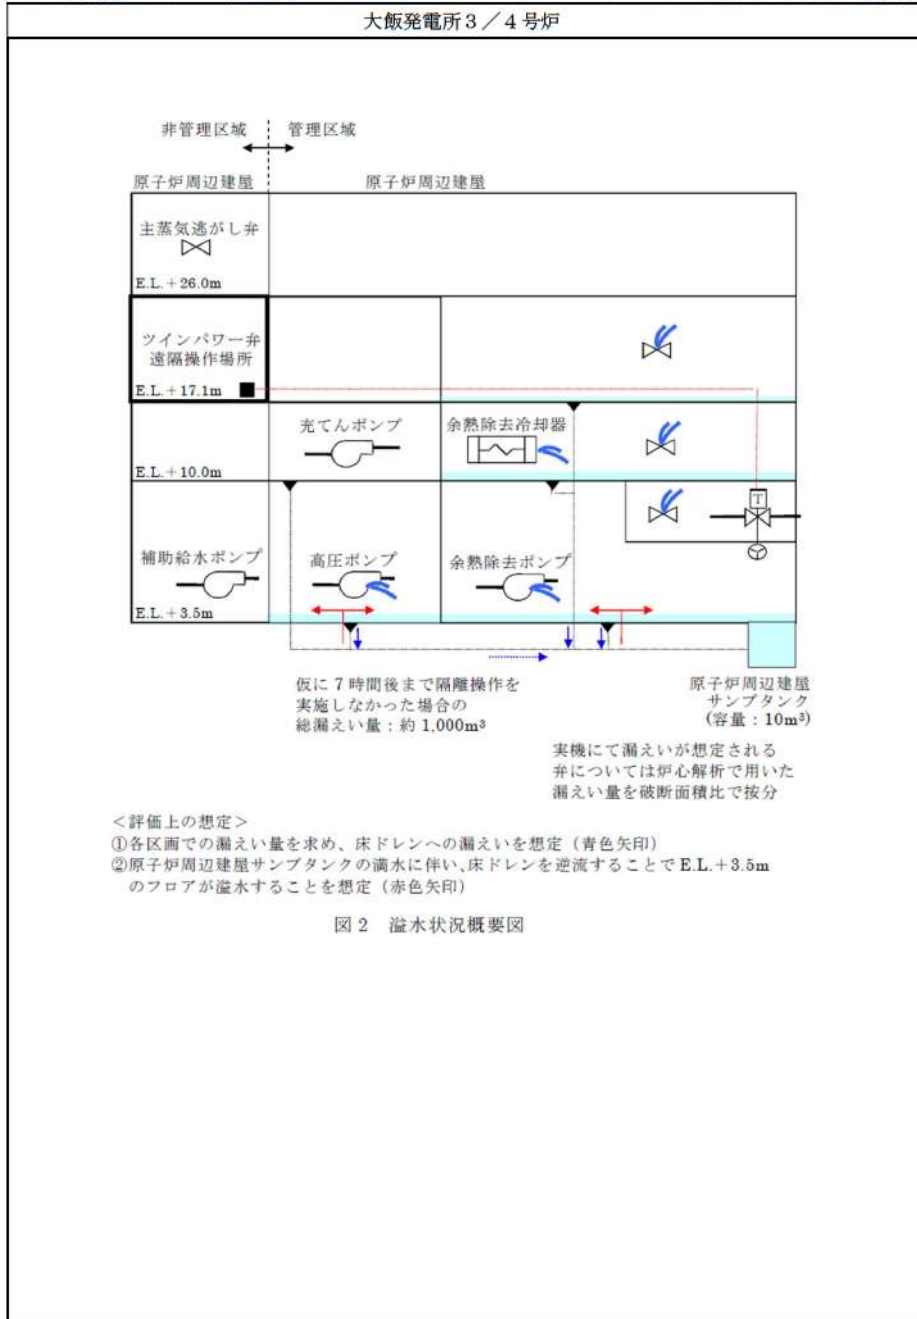 大飯発電所3/4号炉
非管理区域
管理区域
原子炉周辺建屋
原子炉周辺建屋
主蒸気逃がし弁
E.L.+26.0m
ツインパワー弁
遠隔操作場所
E.L.+17.1m
充てんポンプ
余熱除去冷却器
E.L.+10.0m
T
補助給水ポンプ
高圧ポンプ
余熱除去ポンプ
E.L.+3.5m
仮に7時間後まで隔離操作を
実施しなかった場合の
総漏えい量:約1,000m³
原子炉周辺建屋
サンプタンク
(容量:10m³)
実機にて漏えいが想定される
弁については炉心解析で用いた
漏えい量を破断面積比で按分
<評価上の想定>
①各区画での漏えい量を求め、床ドレンへの漏えいを想定(青色矢印)
②原子炉周辺建屋サンプタンクの満水に伴い、床ドレンを逆流することでE.L.+3.5m
のフロアが溢水することを想定(赤色矢印)
図2 溢水状況概要図